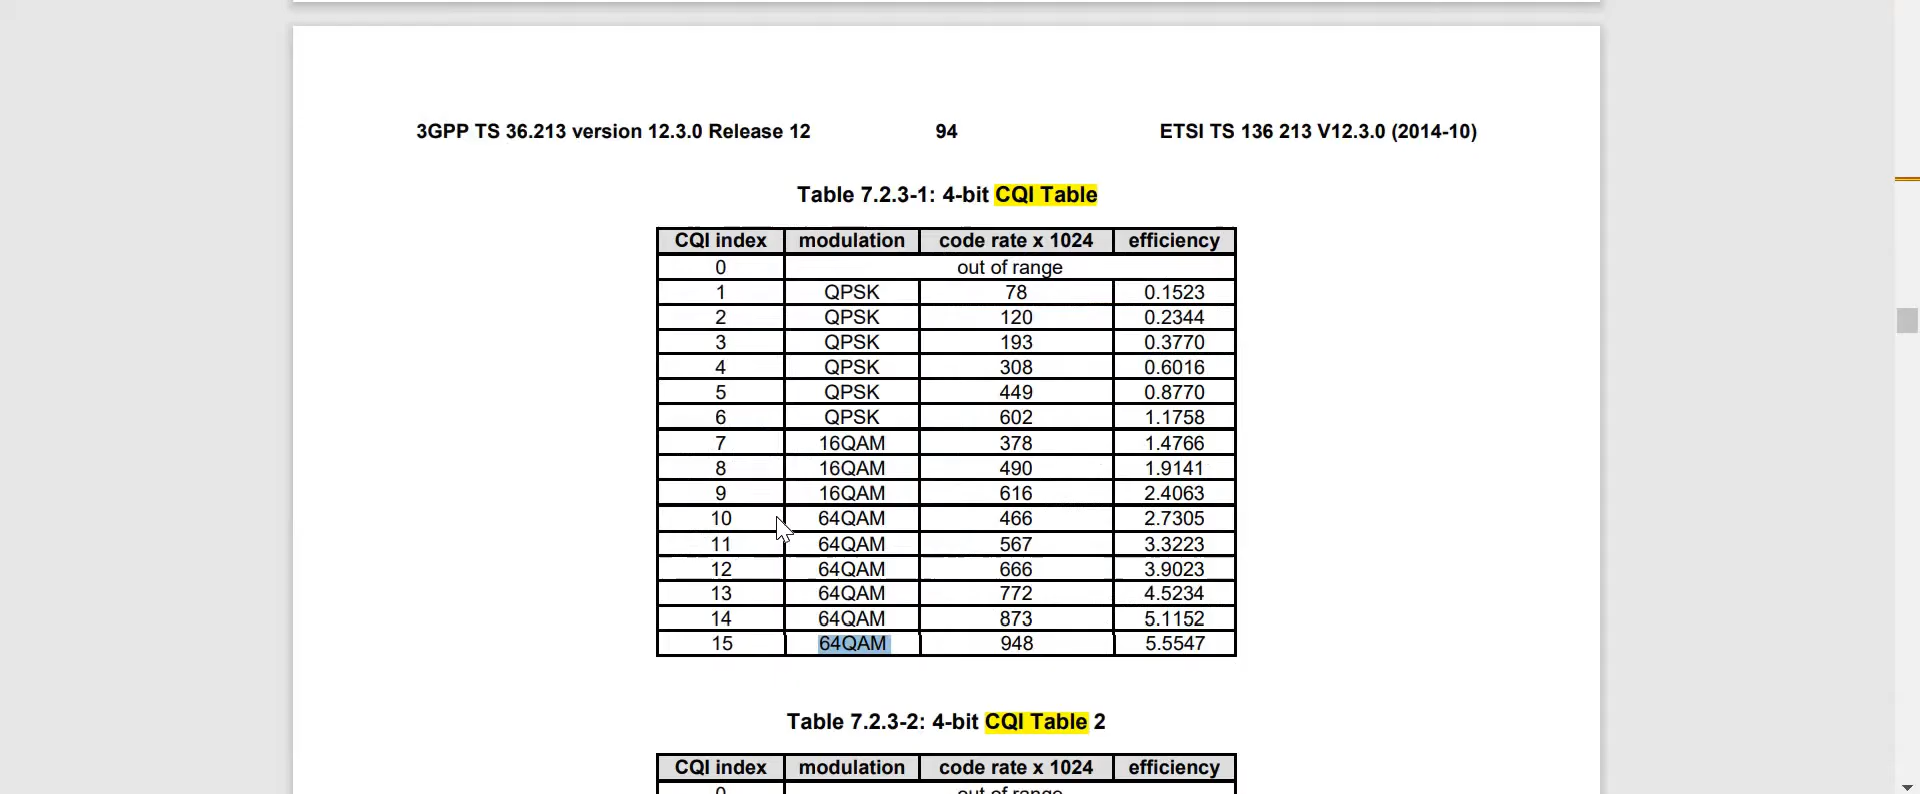 3GPP TS 36.213 version 12.3.0 Release 12 94 ETSI TS 136 213 V12.3.0 (2014-10)
Table 7.2.3-1: 4-bit CQI Table
CQI index modulation code rate x 1024 efficiency
0 out of range
1 QPSK 78 0.1523
2 QPSK 120 0.2344
3 QPSK 193 0.3770
4 QPSK 308 0.6016
5 QPSK 449 0.8770
6 QPSK 602 1.1758
7 16QAM 378 1.4766
8 16QAM 490 1.9141
9 16QAM 616 2.4063
10 64QAM 466 2.7305
11 64QAM 567 3.3223
12 64QAM 666 3.9023
13 64QAM 772 4.5234
14 64QAM 873 5.1152
15 64QAM 948 5.5547
Table 7.2.3-2: 4-bit CQI Table 2
CQI index modulation code rate x 1024 efficiency
0 out of range